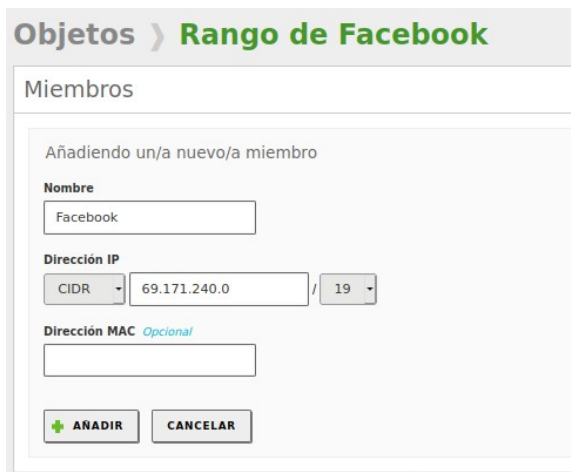 Objetos ❭ Rango de Facebook
Miembros
Añadiendo un/a nuevo/a miembro
Nombre
Facebook
Dirección IP
CIDR 69.171.240.0 / 19
Dirección MAC Opcional
AÑADIR CANCELAR